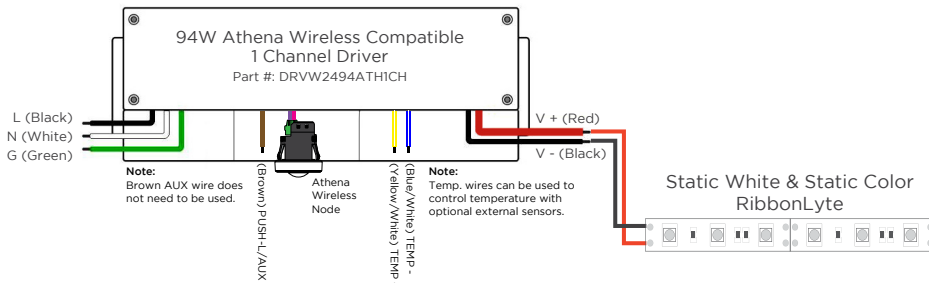 94W Athena Wireless Compatible
1 Channel Driver
Part #: DRVW2494ATH1CH
L (Black)
N (White)
G (Green)
Note:
Brown AUX wire does
not need to be used.
(Brown) PUSH-L/AUX
Athena
Wireless
Node
(Yellow/White) TEMP
(Blue/White) TEMP -
Note:
Temp. wires can be used to
control temperature with
optional external sensors.
V + (Red)
V - (Black)
Static White & Static Color
RibbonLyte